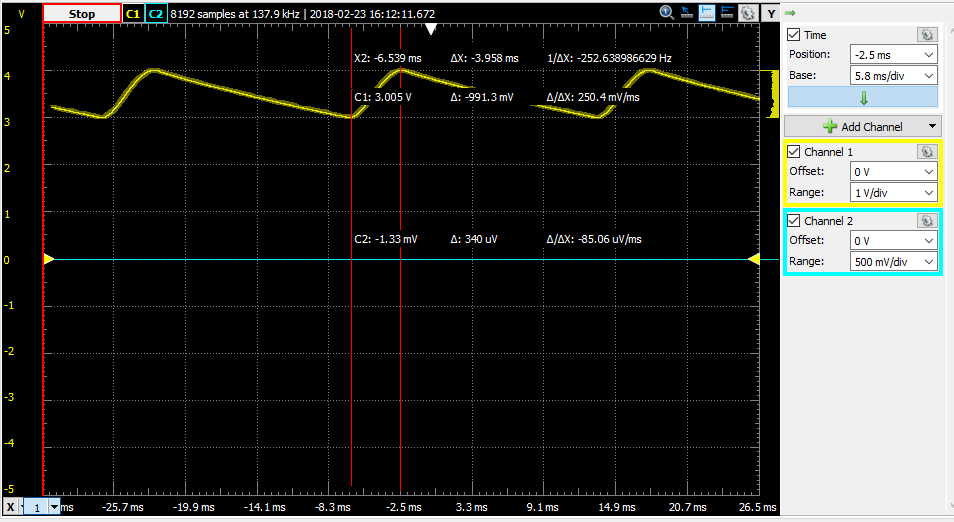 V Stop C1 C2 8192 samples at 137.9 kHz | 2018-02-23 16:12:11.672 Y
5
4
3
2
1
0
-1
-2
-3
-4
-5
X2: -6.539 ms ΔX: -3.958 ms 1/ΔX: -252.638986629 Hz
C1: 3.005 V Δ: -991.3 mV Δ/ΔX: 250.4 mV/ms
C2: -1.33 mV Δ: 340 uV Δ/ΔX: -85.06 uV/ms
X 1 ms -25.7 ms -19.9 ms -14.1 ms -8.3 ms -2.5 ms 3.3 ms 9.1 ms 14.9 ms 20.7 ms 26.5 ms
Time
Position: -2.5 ms
Base: 5.8 ms/div
Add Channel
Channel 1
Offset: 0 V
Range: 1 V/div
Channel 2
Offset: 0 V
Range: 500 mV/div